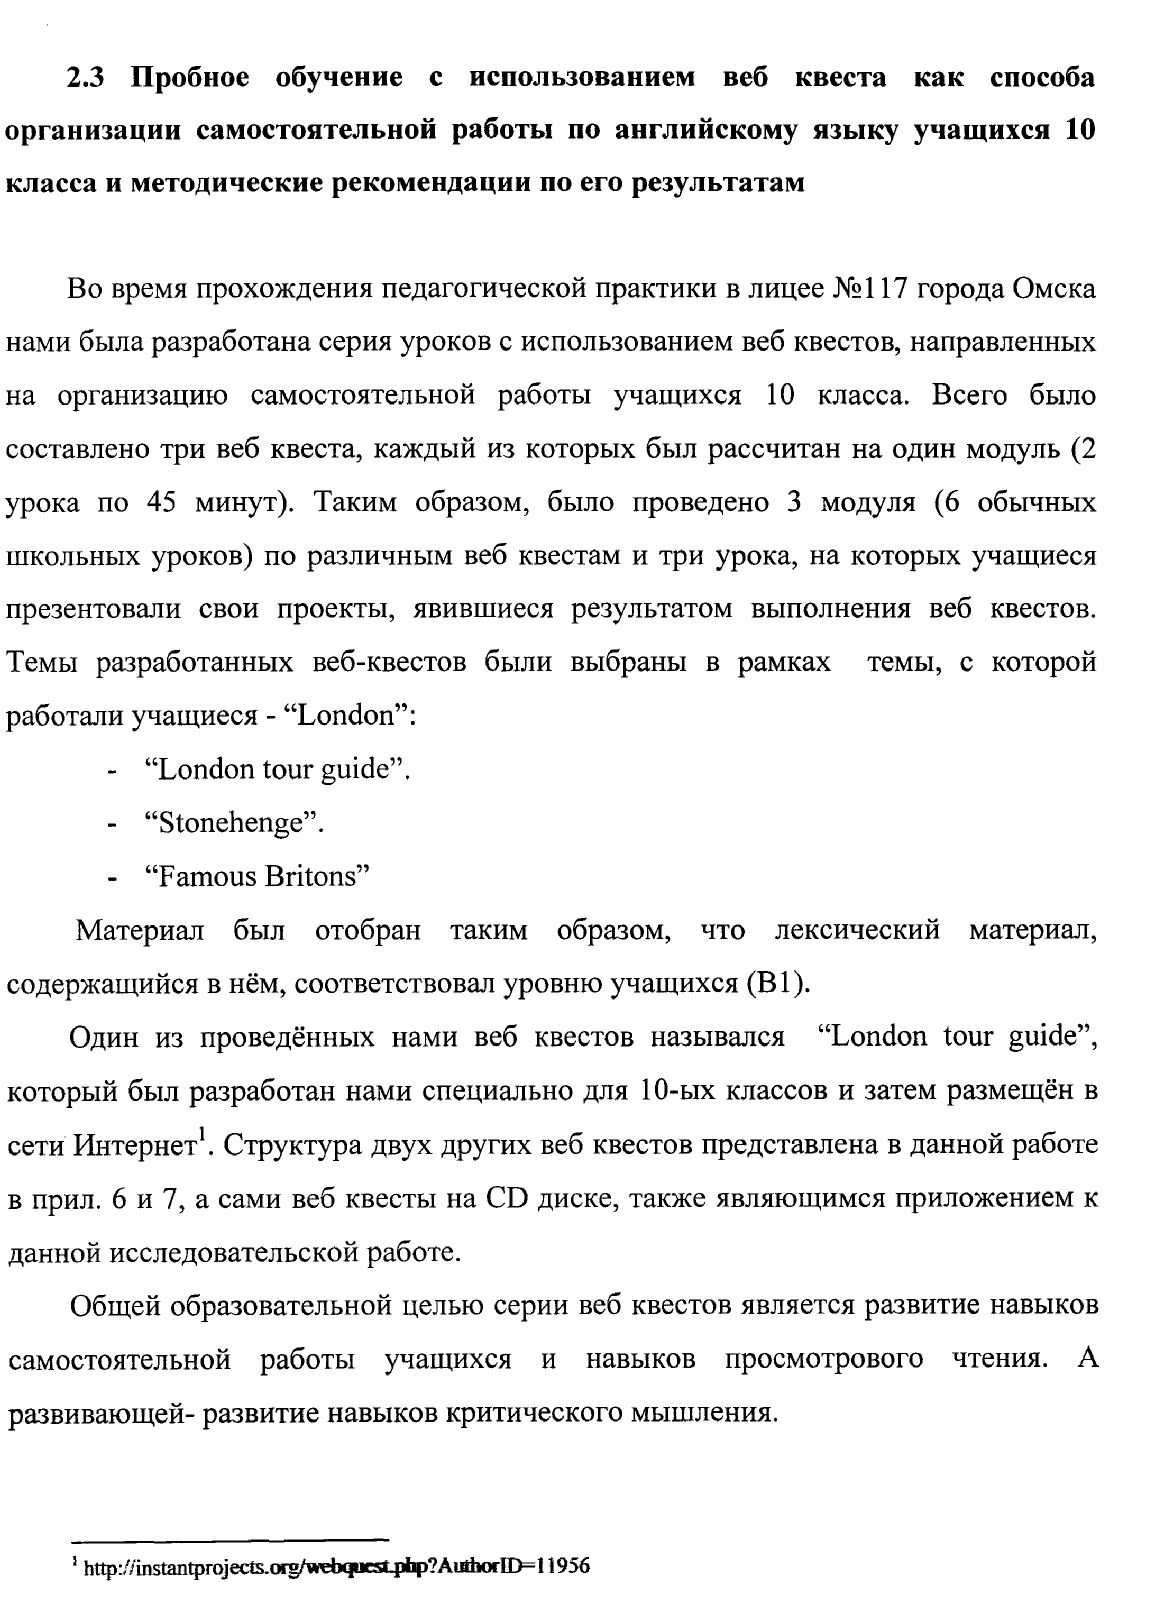 2.3 Пробное обучение с использованием веб квеста как способа
организации самостоятельной работы по английскому языку учащихся 10
класса и методические рекомендации по его результатам
Во время прохождения педагогической практики в лицее №117 города Омска
нами была разработана серия уроков с использованием веб квестов, направленных
на организацию самостоятельной работы учащихся 10 класса. Всего было
составлено три веб квеста, каждый из которых был рассчитан на один модуль (2
урока по 45 минут). Таким образом, было проведено 3 модуля (6 обычных
школьных уроков) по различным веб квестам и три урока, на которых учащиеся
презентовали свои проекты, явившиеся результатом выполнения веб квестов.
Темы разработанных веб-квестов были выбраны в рамках темы, с которой
работали учащиеся - “London”:
- “London tour guide”.
- “Stonehenge”.
- “Famous Britons”
Материал был отобран таким образом, что лексический материал,
содержащийся в нём, соответствовал уровню учащихся (B1).
Один из проведённых нами веб квестов назывался “London tour guide”,
который был разработан нами специально для 10-ых классов и затем размещён в
сети Интернет¹. Структура двух других веб квестов представлена в данной работе
в прил. 6 и 7, а сами веб квесты на CD диске, также являющимся приложением к
данной исследовательской работе.
Общей образовательной целью серии веб квестов является развитие навыков
самостоятельной работы учащихся и навыков просмотрового чтения. А
развивающей- развитие навыков критического мышления.
¹ http://instantprojects.org/webquest.php?AuthorID=11956